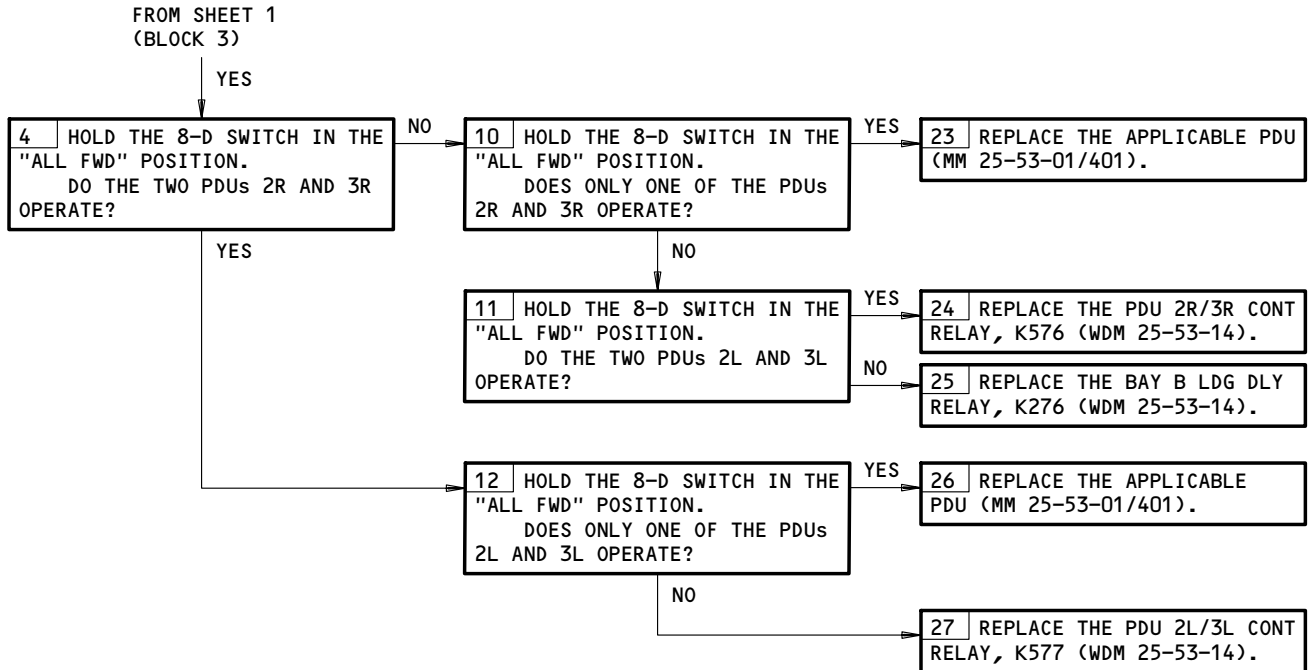 FROM SHEET 1
(BLOCK 3)
YES
4 HOLD THE 8-D SWITCH IN THE
"ALL FWD" POSITION.
DO THE TWO PDUs 2R AND 3R
OPERATE?
NO
YES
10 HOLD THE 8-D SWITCH IN THE
"ALL FWD" POSITION.
DOES ONLY ONE OF THE PDUs
2R AND 3R OPERATE?
YES
NO
23 REPLACE THE APPLICABLE PDU
(MM 25-53-01/401).
11 HOLD THE 8-D SWITCH IN THE
"ALL FWD" POSITION.
DO THE TWO PDUs 2L AND 3L
OPERATE?
YES
24 REPLACE THE PDU 2R/3R CONT
RELAY, K576 (WDM 25-53-14).
NO
25 REPLACE THE BAY B LDG DLY
RELAY, K276 (WDM 25-53-14).
12 HOLD THE 8-D SWITCH IN THE
"ALL FWD" POSITION.
DOES ONLY ONE OF THE PDUs
2L AND 3L OPERATE?
YES
26 REPLACE THE APPLICABLE
PDU (MM 25-53-01/401).
NO
27 REPLACE THE PDU 2L/3L CONT
RELAY, K577 (WDM 25-53-14).